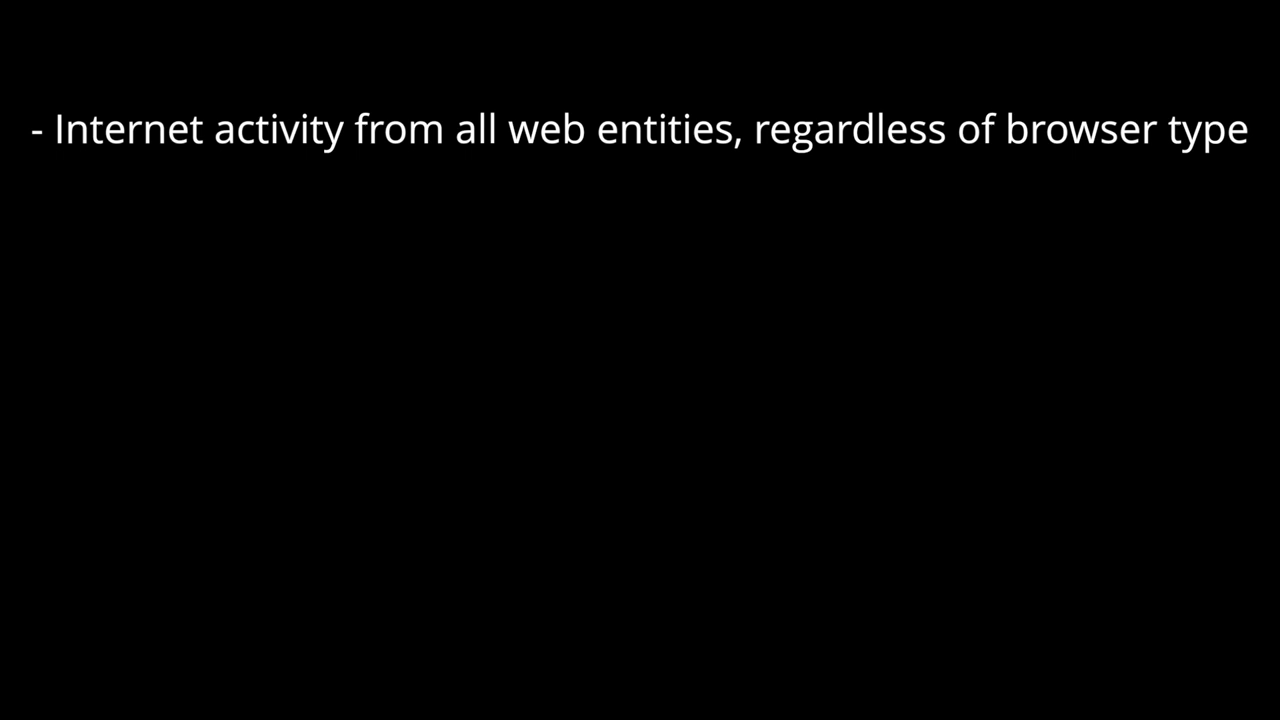 - Internet activity from all web entities, regardless of browser type